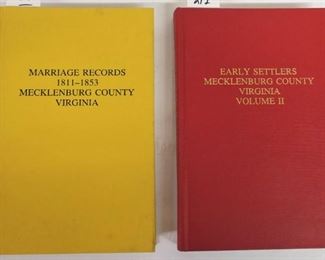 MARRIAGE RECORDS
1811-1853
MECKLENBURG COUNTY
VIRGINIA
EARLY SETTLERS
MECKLENBURG COUNTY
VIRGINIA
VOLUME II